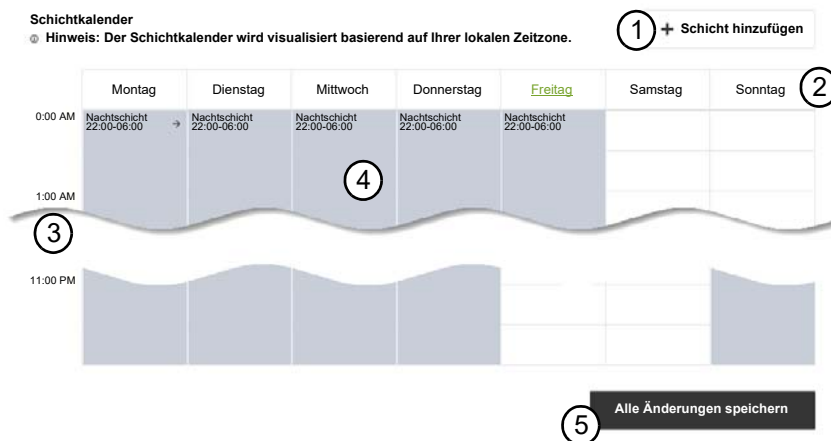 Schichtkalender
Hinweis: Der Schichtkalender wird visualisiert basierend auf Ihrer lokalen Zeitzone.
1
+ Schicht hinzufügen
Montag Dienstag Mittwoch Donnerstag Freitag Samstag Sonntag
2
0:00 AM
Nachtschicht
22:00-06:00
Nachtschicht
22:00-06:00
Nachtschicht
22:00-06:00
Nachtschicht
22:00-06:00
Nachtschicht
22:00-06:00
4
1:00 AM
3
11:00 PM
Alle Änderungen speichern
5